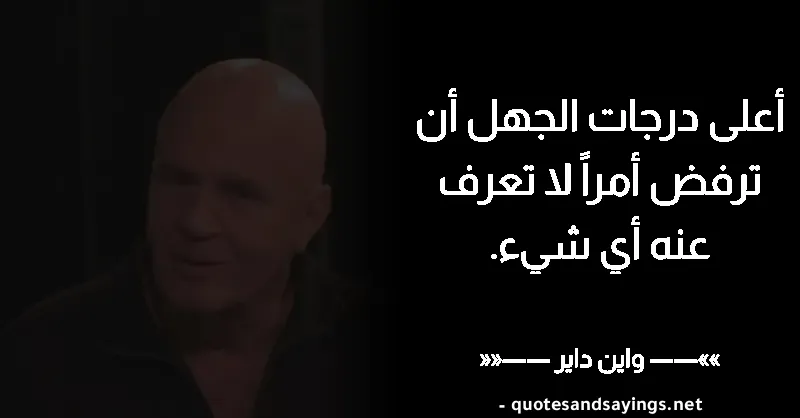 أعلى درجات الجهل أن
ترفض أمراً لا تعرف
عنه أي شيء.
»»—— واين داير ——««
- quotesandsayings.net